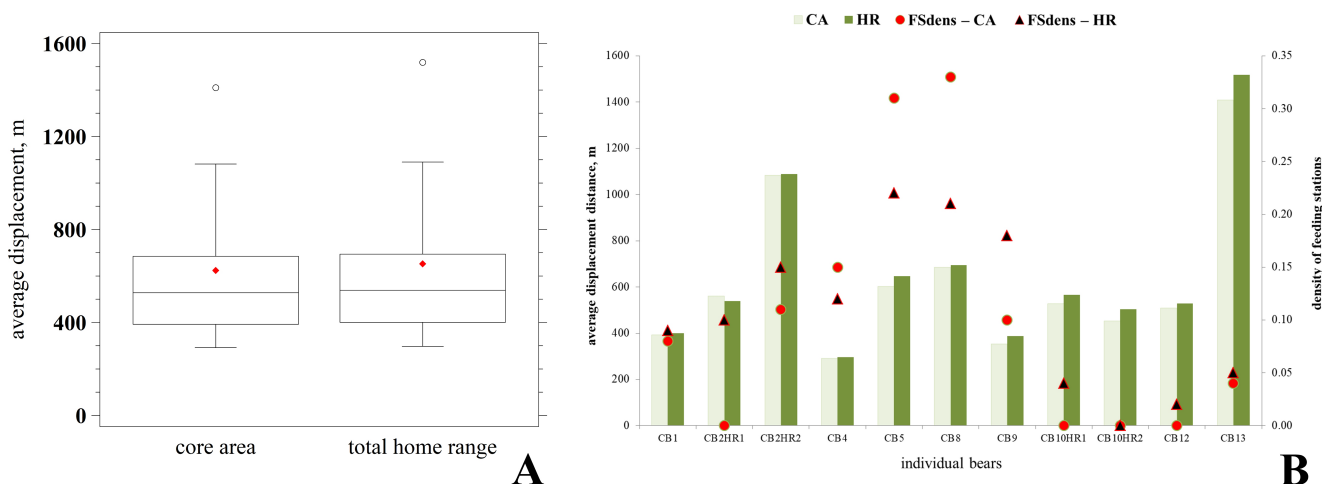 average displacement, m
1600
1200
800
400
0
core area
total home range
A
CA
HR
FSdens – CA
FSdens – HR
average displacement distance, m
1600
1400
1200
1000
800
600
400
200
0
0.35
0.30
0.25
0.20
0.15
0.10
0.05
0.00
density of feeding stations
CB1
CB2HR1
CB2HR2
CB4
CB5
CB8
CB9
CB10HR1
CB10HR2
CB12
CB13
individual bears
B